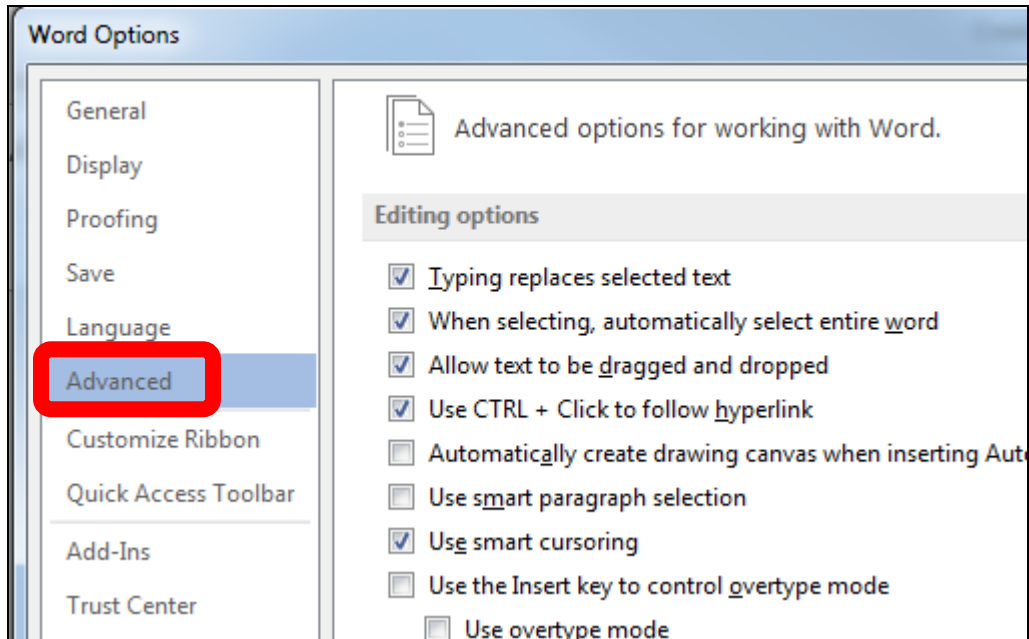 Word Options
General
Display
Proofing
Save
Language
Advanced
Customize Ribbon
Quick Access Toolbar
Add-Ins
Trust Center
Advanced options for working with Word.
Editing options
Typing replaces selected text
When selecting, automatically select entire word
Allow text to be dragged and dropped
Use CTRL + Click to follow hyperlink
Automatically create drawing canvas when inserting Aut
Use smart paragraph selection
Use smart cursoring
Use the Insert key to control overtype mode
Use overtype mode